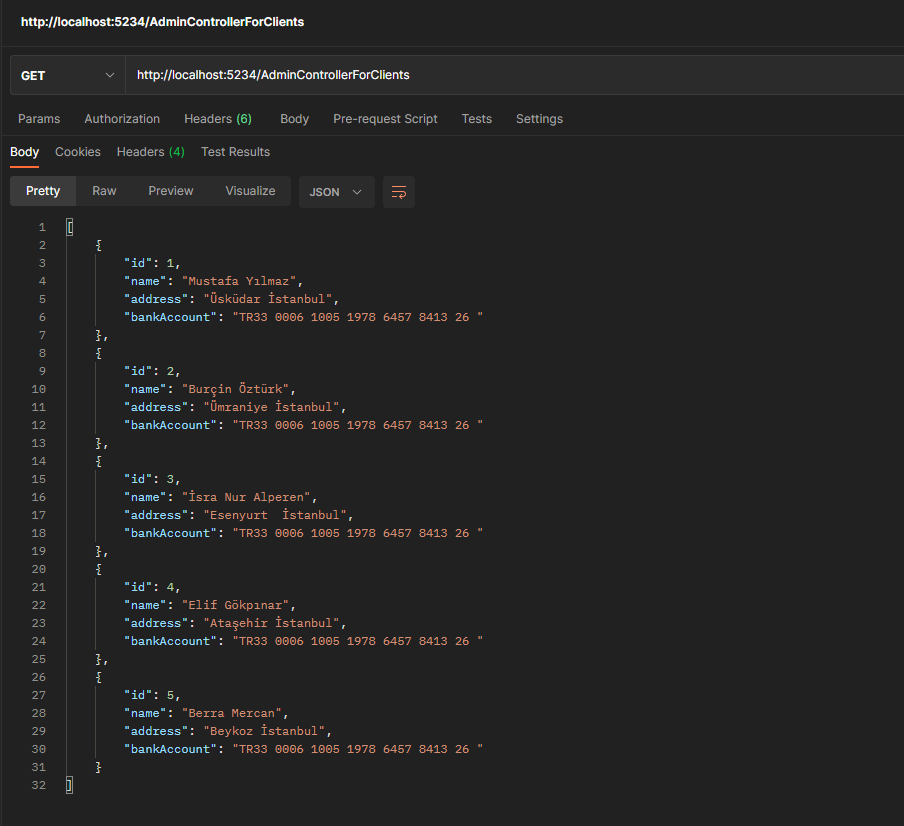 http://localhost:5234/AdminControllerForClients
GET http://localhost:5234/AdminControllerForClients
Params Authorization Headers (6) Body Pre-request Script Tests Settings
Body Cookies Headers (4) Test Results
Pretty Raw Preview Visualize JSON
1 [
2 {
3 "id": 1,
4 "name": "Mustafa Yılmaz",
5 "address": "Üsküdar İstanbul",
6 "bankAccount": "TR33 0006 1005 1978 6457 8413 26 "
7 },
8 {
9 "id": 2,
10 "name": "Burçin Öztürk",
11 "address": "Ümraniye İstanbul",
12 "bankAccount": "TR33 0006 1005 1978 6457 8413 26 "
13 },
14 {
15 "id": 3,
16 "name": "İsra Nur Alperen",
17 "address": "Esenyurt  İstanbul",
18 "bankAccount": "TR33 0006 1005 1978 6457 8413 26 "
19 },
20 {
21 "id": 4,
22 "name": "Elif Gökpınar",
23 "address": "Ataşehir İstanbul",
24 "bankAccount": "TR33 0006 1005 1978 6457 8413 26 "
25 },
26 {
27 "id": 5,
28 "name": "Berra Mercan",
29 "address": "Beykoz İstanbul",
30 "bankAccount": "TR33 0006 1005 1978 6457 8413 26 "
31 }
32 ]